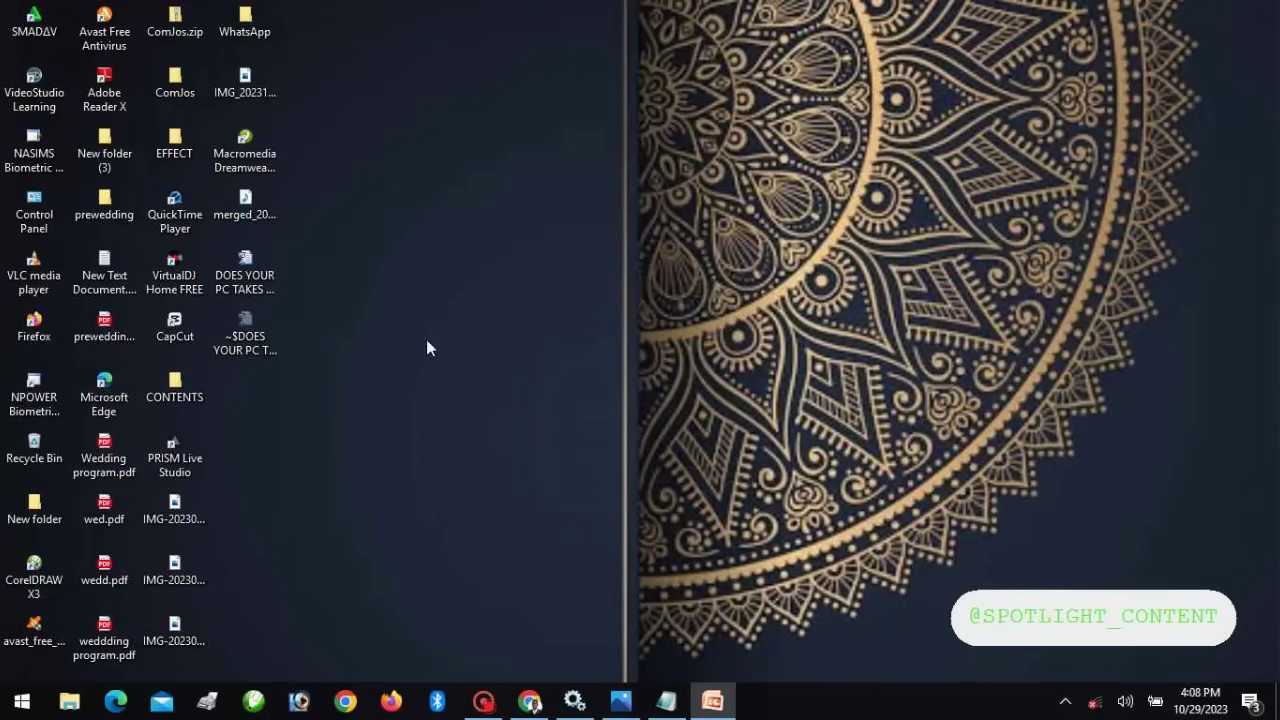 SMADΔV
Avast Free
Antivirus
ComJos.zip
WhatsApp
VideoStudio
Learning
Adobe
Reader X
ComJos
IMG_20231...
NASIMS
Biometric ...
New folder
(3)
EFFECT
Macromedia
Dreamwea...
Control
Panel
prewedding
QuickTime
Player
merged_20...
VLC media
player
New Text
Document....
VirtualDJ
Home FREE
DOES YOUR
PC TAKES ...
Firefox
preweddin...
CapCut
~$DOES
YOUR PC T...
NPOWER
Biometri...
Microsoft
Edge
CONTENTS
Recycle Bin
Wedding
program.pdf
PRISM Live
Studio
New folder
wed.pdf
IMG-20230...
CorelDRAW
X3
wedd.pdf
IMG-20230...
avast_free_...
weddding
program.pdf
IMG-20230...
@SPOTLIGHT_CONTENT
4:08 PM
10/29/2023
3